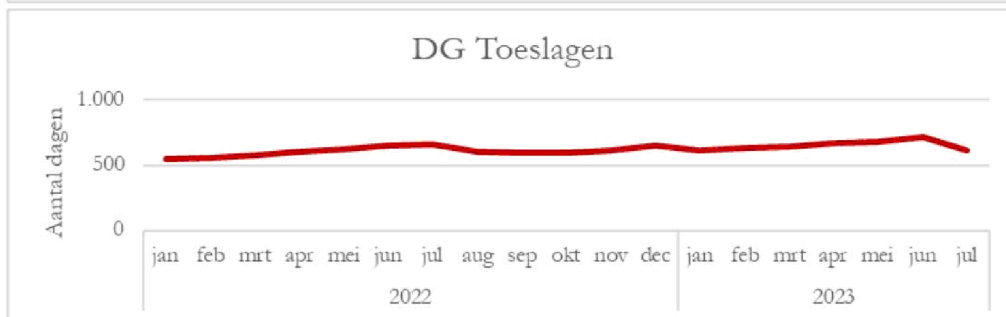 DG Toeslagen
Aantal dagen
1.000
500
0
jan feb mrt apr mei jun jul aug sep okt nov dec jan feb mrt apr mei jun jul
2022 2023